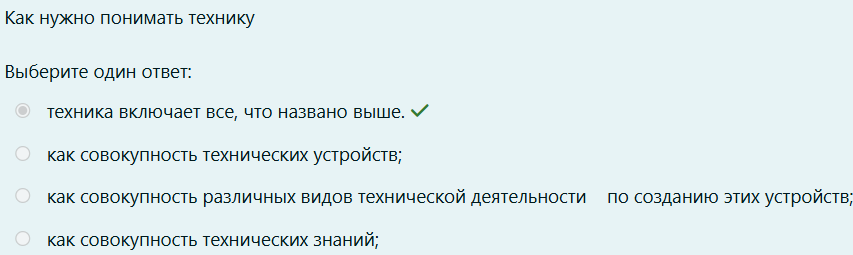 Как нужно понимать технику
Выберите один ответ:
техника включает все, что названо выше.
как совокупность технических устройств;
как совокупность различных видов технической деятельности по созданию этих устройств;
как совокупность технических знаний;